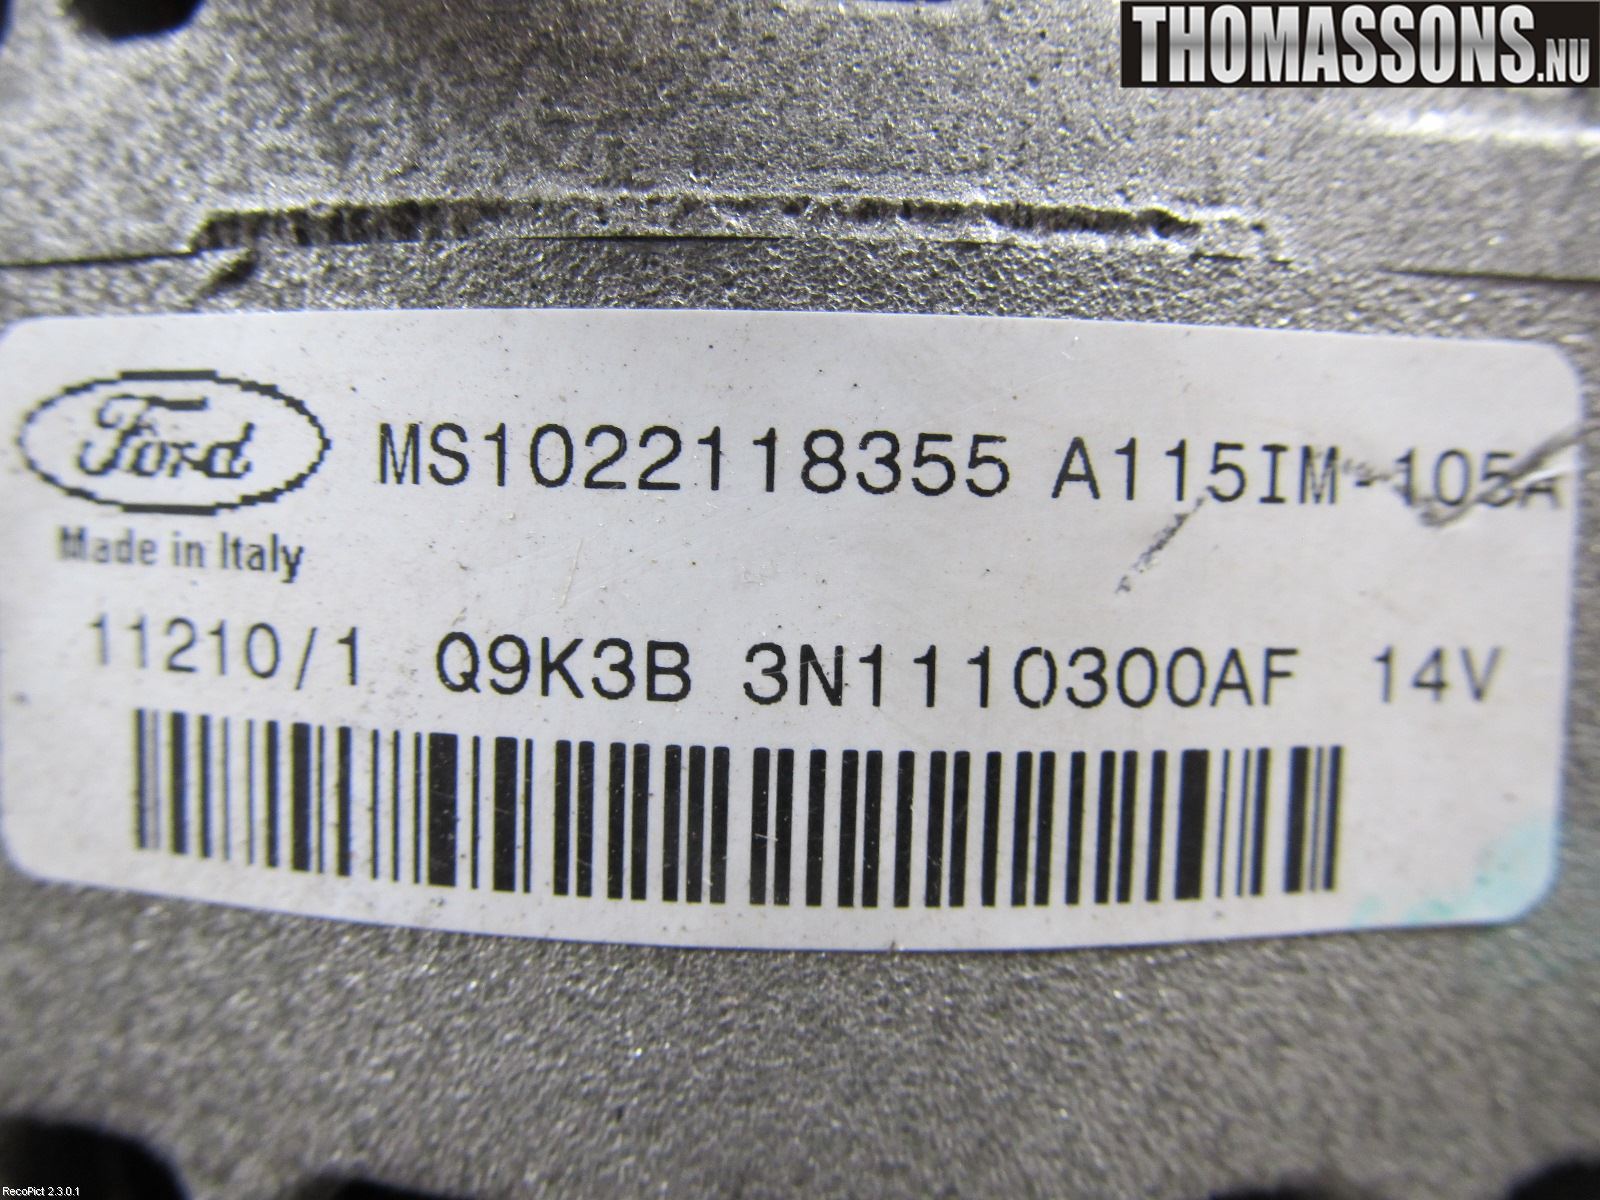 THOMASSONS.NU
Ford MS1022118355 A115IM-105A
Made in Italy
11210/1 Q9K3B 3N1110300AF 14V
RecoPict 2.3.0.1